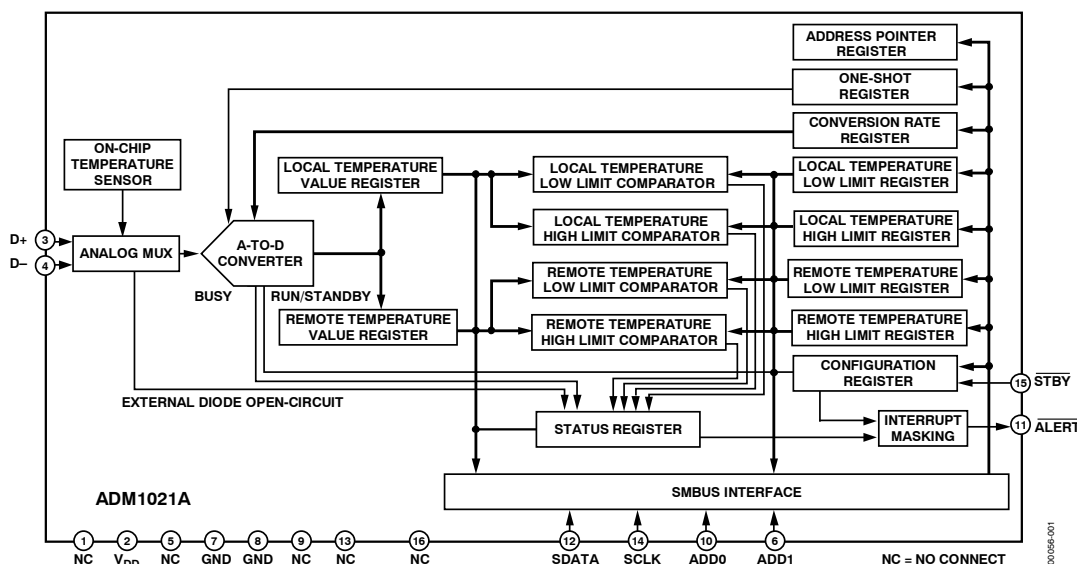 ADDRESS POINTER
REGISTER
ONE-SHOT
REGISTER
CONVERSION RATE
REGISTER
ON-CHIP
TEMPERATURE
SENSOR
LOCAL TEMPERATURE
VALUE REGISTER
LOCAL TEMPERATURE
LOW LIMIT COMPARATOR
LOCAL TEMPERATURE
LOW LIMIT REGISTER
D+
3
D–
4
ANALOG MUX
A-TO-D
CONVERTER
LOCAL TEMPERATURE
HIGH LIMIT COMPARATOR
LOCAL TEMPERATURE
HIGH LIMIT REGISTER
BUSY
RUN/STANDBY
REMOTE TEMPERATURE
LOW LIMIT COMPARATOR
REMOTE TEMPERATURE
LOW LIMIT REGISTER
REMOTE TEMPERATURE
VALUE REGISTER
REMOTE TEMPERATURE
HIGH LIMIT COMPARATOR
REMOTE TEMPERATURE
HIGH LIMIT REGISTER
CONFIGURATION
REGISTER
15
STBY
EXTERNAL DIODE OPEN-CIRCUIT
STATUS REGISTER
INTERRUPT
MASKING
11
ALERT
SMBUS INTERFACE
ADM1021A
1
2
5
7
8
9
13
16
12
14
10
6
NC
VDD
NC
GND
GND
NC
NC
NC
SDATA
SCLK
ADD0
ADD1
NC = NO CONNECT
00056-001